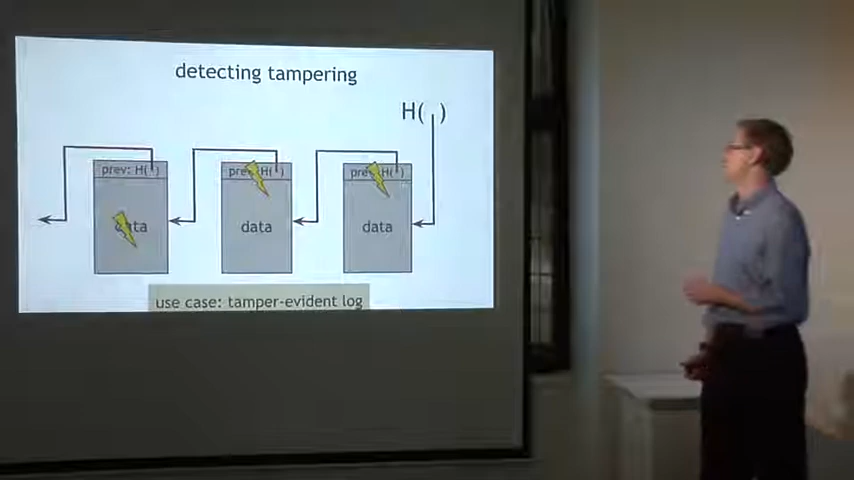 detecting tampering
H( )
prev: H( )
prev: H( )
prev: H( )
data
data
data
use case: tamper-evident log